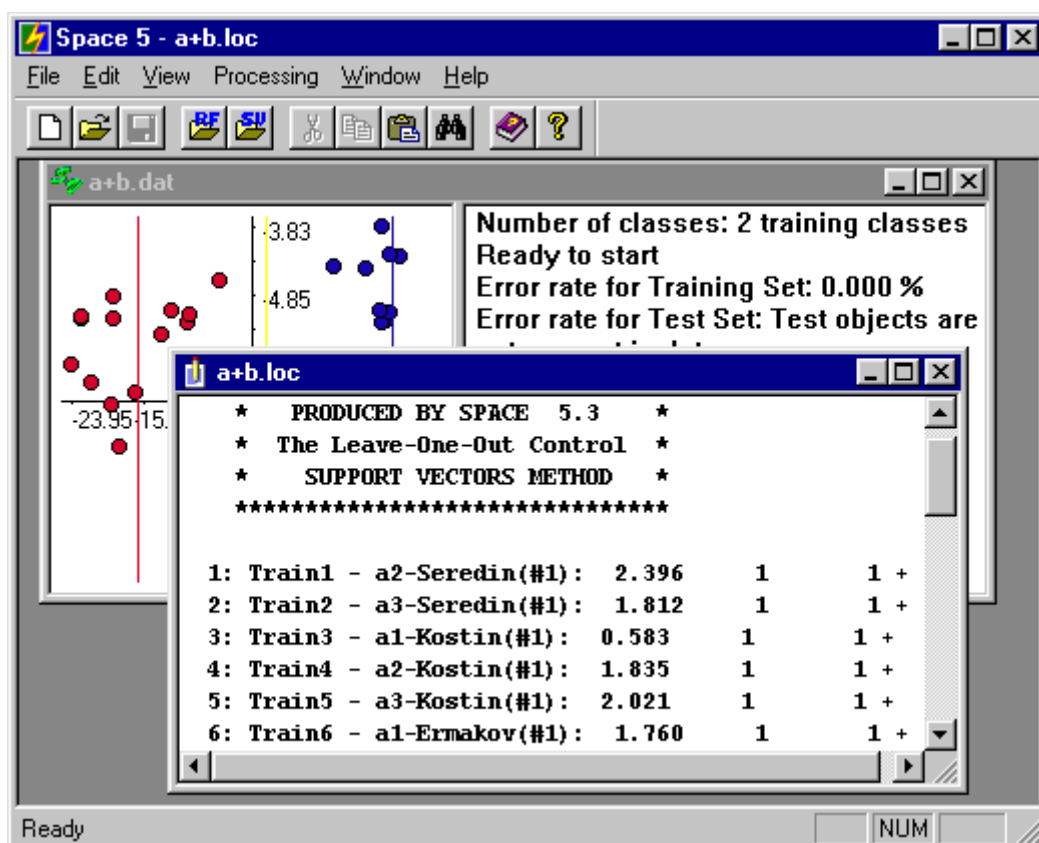 Space 5 - a+b.loc
File Edit View Processing Window Help
RF SV
a+b.dat
-3.83
-4.85
-23.95 -15.
Number of classes: 2 training classes
Ready to start
Error rate for Training Set: 0.000 %
Error rate for Test Set: Test objects are
a+b.loc
* PRODUCED BY SPACE 5.3 *
* The Leave-One-Out Control *
* SUPPORT VECTORS METHOD *
*******************************
1: Train1 - a2-Seredin(#1): 2.396 1 1 +
2: Train2 - a3-Seredin(#1): 1.812 1 1 +
3: Train3 - a1-Kostin(#1): 0.583 1 1 +
4: Train4 - a2-Kostin(#1): 1.835 1 1 +
5: Train5 - a3-Kostin(#1): 2.021 1 1 +
6: Train6 - a1-Ermakov(#1): 1.760 1 1 +
Ready
NUM